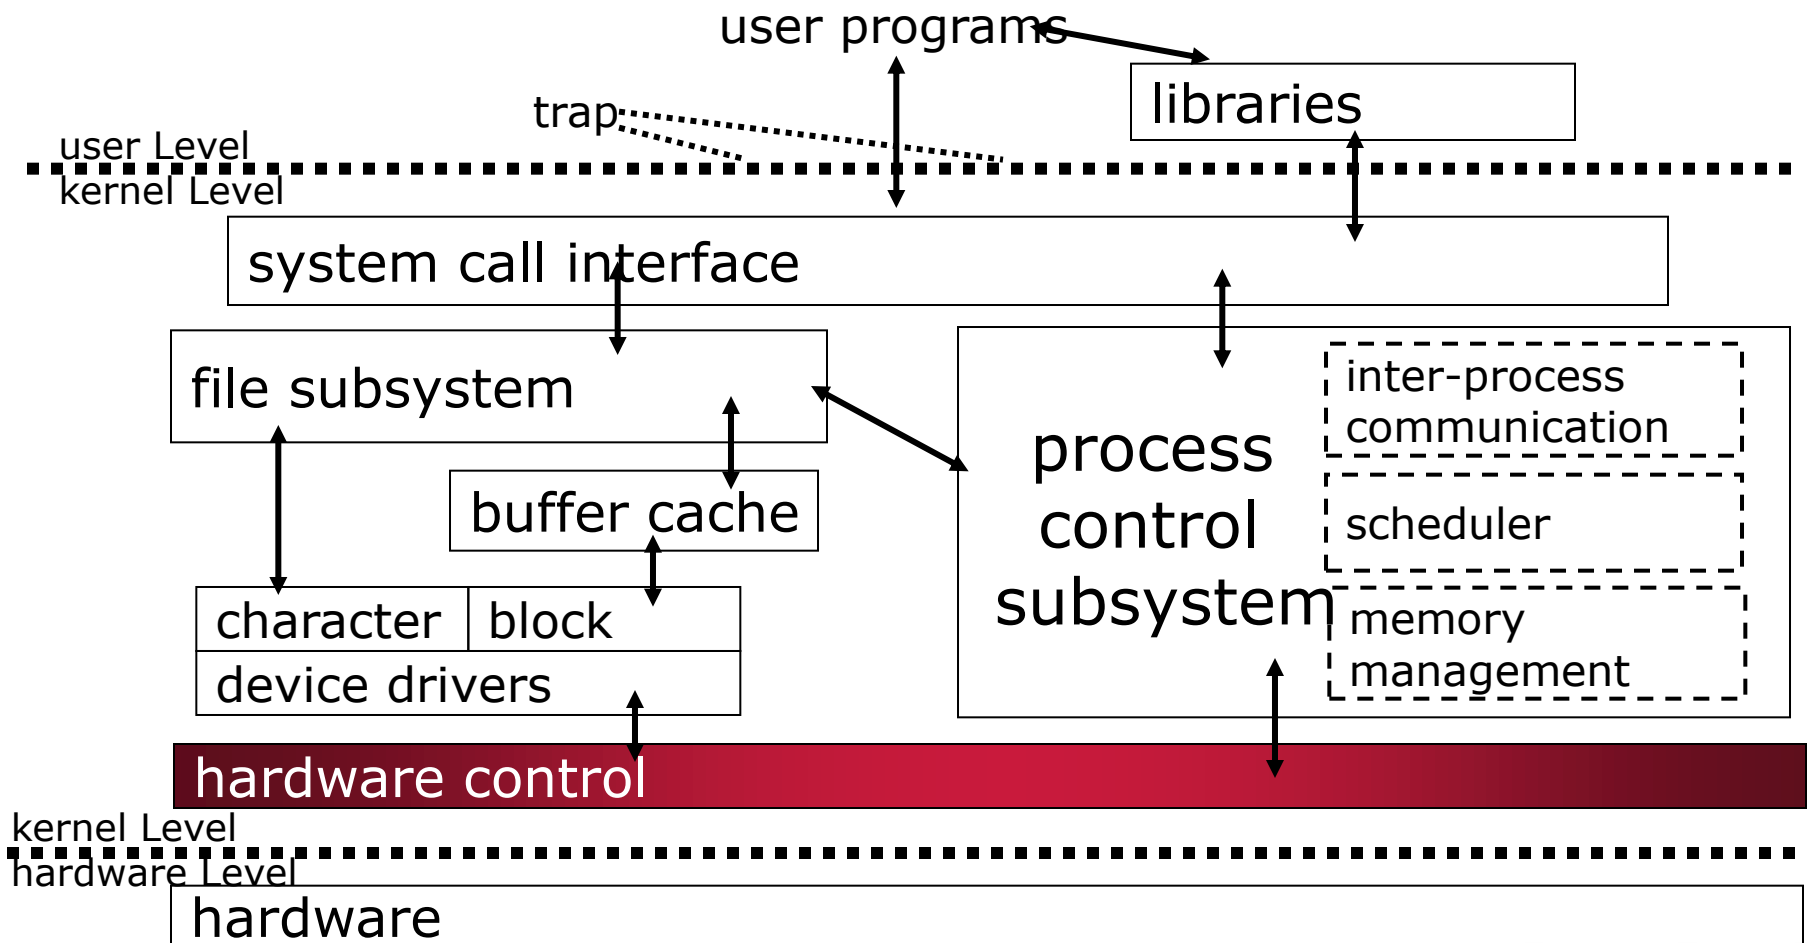 user programs
libraries
trap
user Level
kernel Level
system call interface
file subsystem
inter-process
communication
process
control
subsystem
buffer cache
scheduler
character
block
memory
management
device drivers
hardware control
kernel Level
hardware Level
hardware